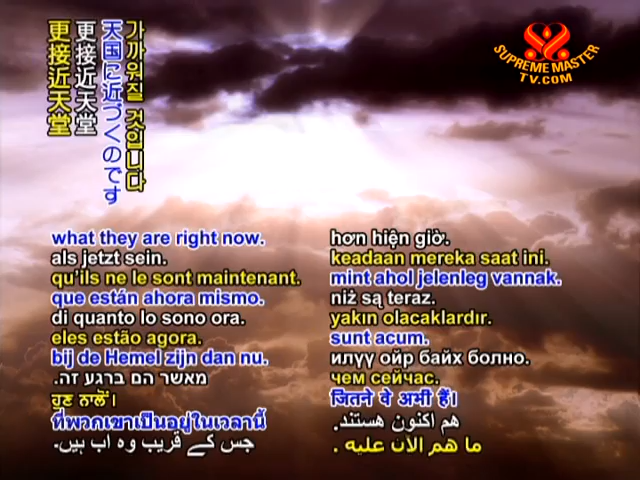 가까워질 것입니다
天国に近づくのです
更接近天堂
更接近天堂
SUPREME MASTER
TV.COM
what they are right now.
als jetzt sein.
qu'ils ne le sont maintenant.
que están ahora mismo.
di quanto lo sono ora.
eles estão agora.
bij de Hemel zijn dan nu.
מאשר הם ברגע זה.
ਹੁਣ ਨਾਲੋਂ।
ที่พวกเขาเป็นอยู่ในเวลานี้
جس کے قریب وہ اب ہیں۔
hơn hiện giờ.
keadaan mereka saat ini.
mint ahol jelenleg vannak.
niż są teraz.
yakın olacaklardır.
sunt acum.
илүү ойр байх болно.
чем сейчас.
जितने वे अभी हैं।
هم اکنون هستند.
ما هم الآن عليه .